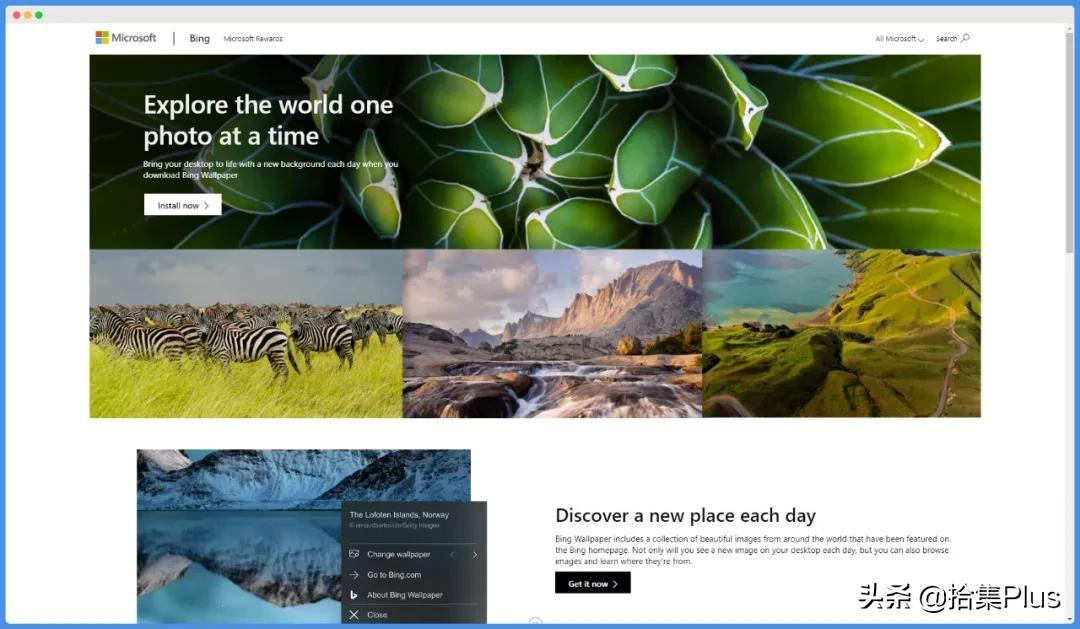 Microsoft | Bing Microsoft Rewards All Microsoft Search
Explore the world one
photo at a time
Bring your desktop to life with a new background each day when you
download Bing Wallpaper
Install now >
The Lofoten Islands, Norway
Change wallpaper < >
Go to Bing.com
About Bing Wallpaper
Close
Discover a new place each day
Bing Wallpaper includes a collection of beautiful images from around the world that have been featured on
the Bing homepage. Not only will you see a new image on your desktop each day, but you can also browse
images and learn where they're from.
Get it now >
头条 @拾集Plus